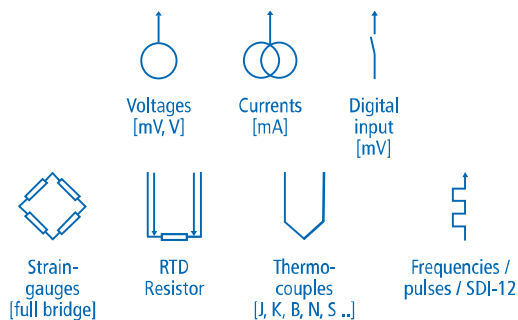 Voltages
[mV, V]
Currents
[mA]
Digital
input
[mV]
Strain-
gauges
[full bridge]
RTD
Resistor
Thermo-
couples
[J, K, B, N, S ..]
Frequencies /
pulses / SDI-12